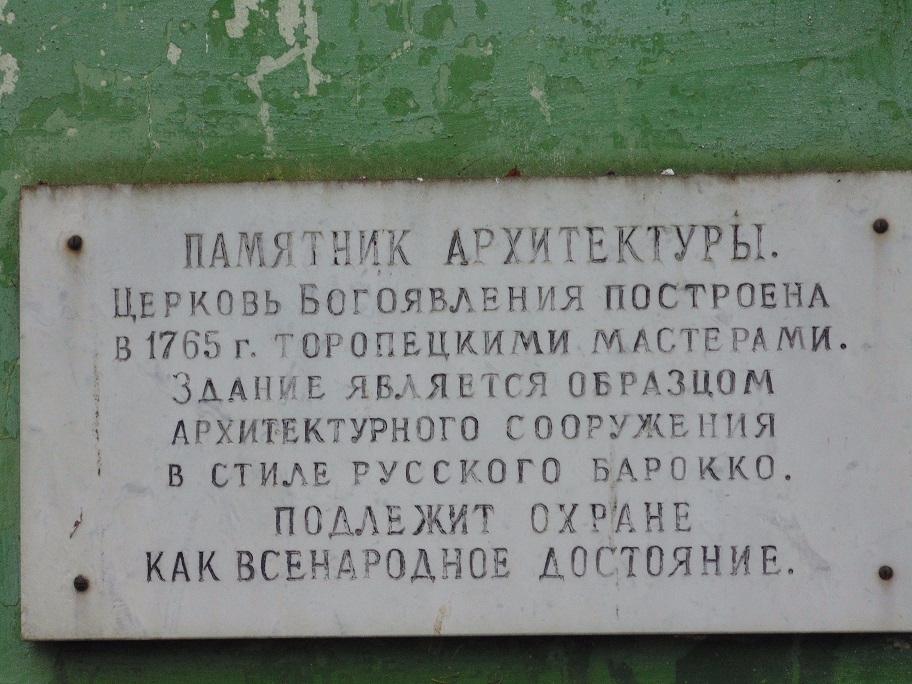 ПАМЯТНИК АРХИТЕКТУРЫ.
ЦЕРКОВЬ БОГОЯВЛЕНИЯ ПОСТРОЕНА
В 1765 г. ТОРОПЕЦКИМИ МАСТЕРАМИ.
ЗДАНИЕ ЯВЛЯЕТСЯ ОБРАЗЦОМ
АРХИТЕКТУРНОГО СООРУЖЕНИЯ
В СТИЛЕ РУССКОГО БАРОККО.
ПОДЛЕЖИТ ОХРАНЕ
КАК ВСЕНАРОДНОЕ ДОСТОЯНИЕ.